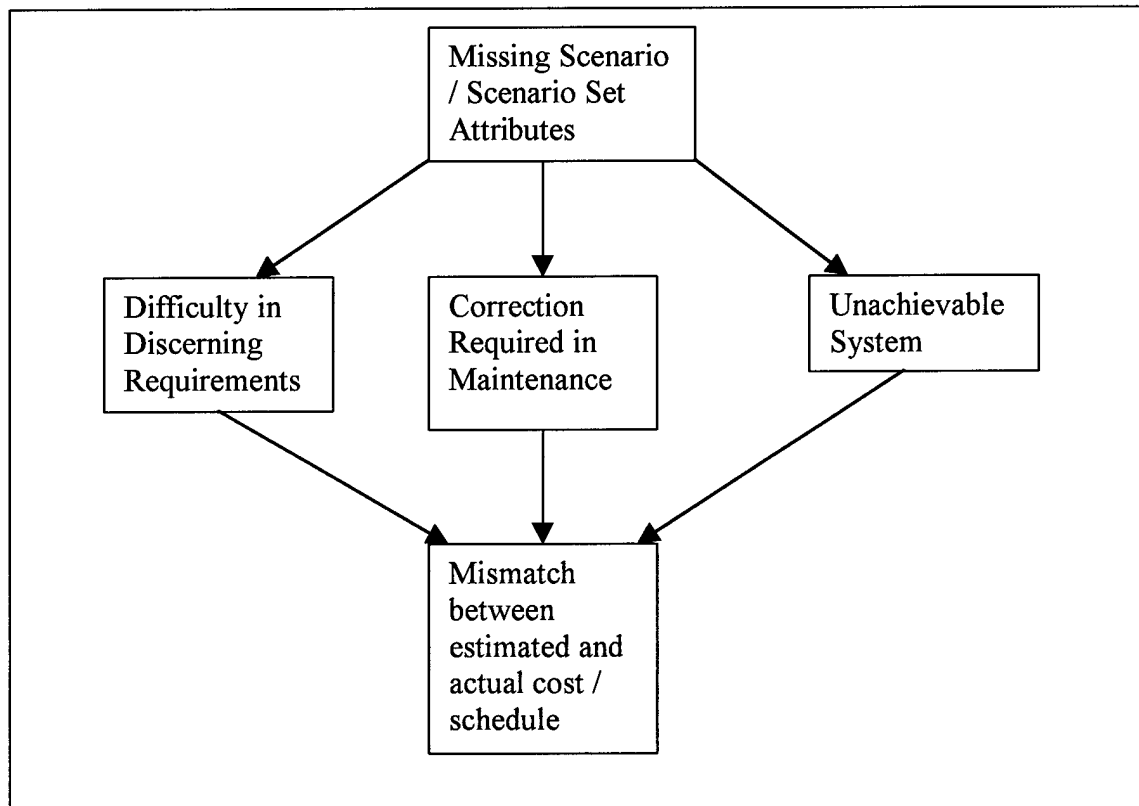 Missing Scenario
/ Scenario Set
Attributes
Difficulty in
Discerning
Requirements
Correction
Required in
Maintenance
Unachievable
System
Mismatch
between
estimated and
actual cost /
schedule